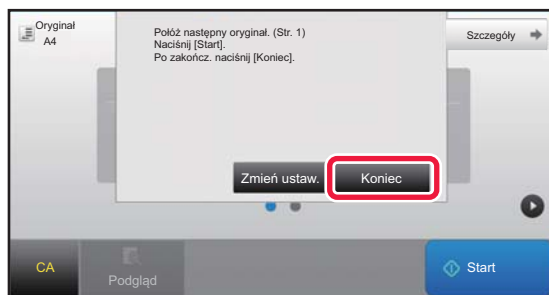 Oryginał
A4
Położ następny oryginał. (Str. 1)
Naciśnij [Start].
Po zakończ. naciśnij [Koniec].
Szczegóły
Zmień ustaw.
Koniec
CA
Podgląd
Start